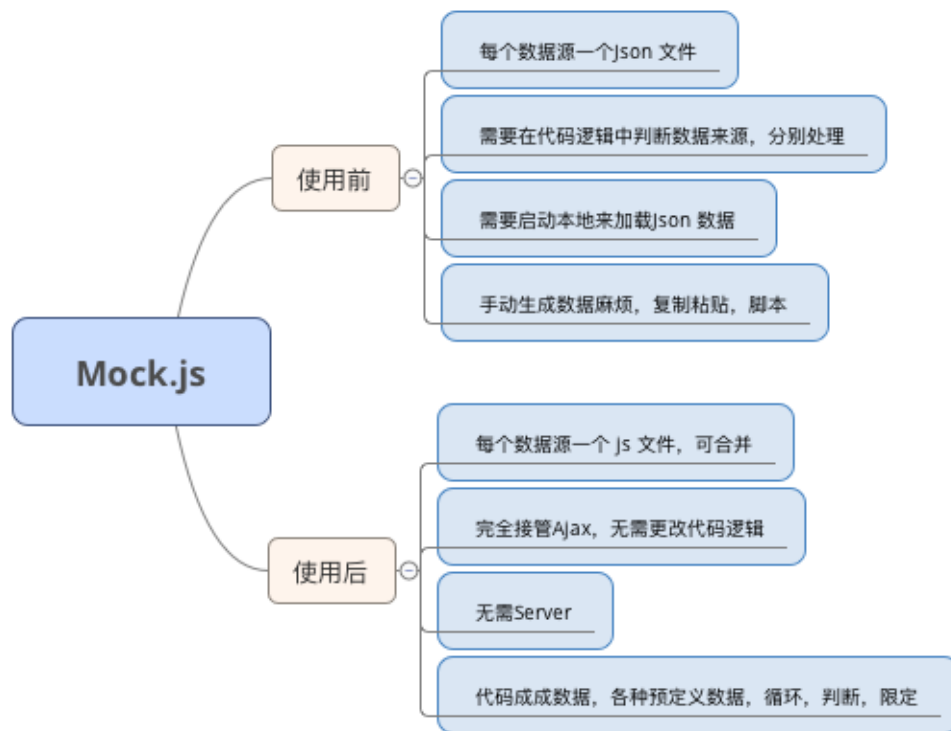 Mock.js
使用前
每个数据源一个Json 文件
需要在代码逻辑中判断数据来源，分别处理
需要启动本地来加载Json 数据
手动生成数据麻烦，复制粘贴，脚本
使用后
每个数据源一个 js 文件，可合并
完全接管AJax，无需更改代码逻辑
无需Server
代码成成数据，各种预定义数据，循环，判断，限定